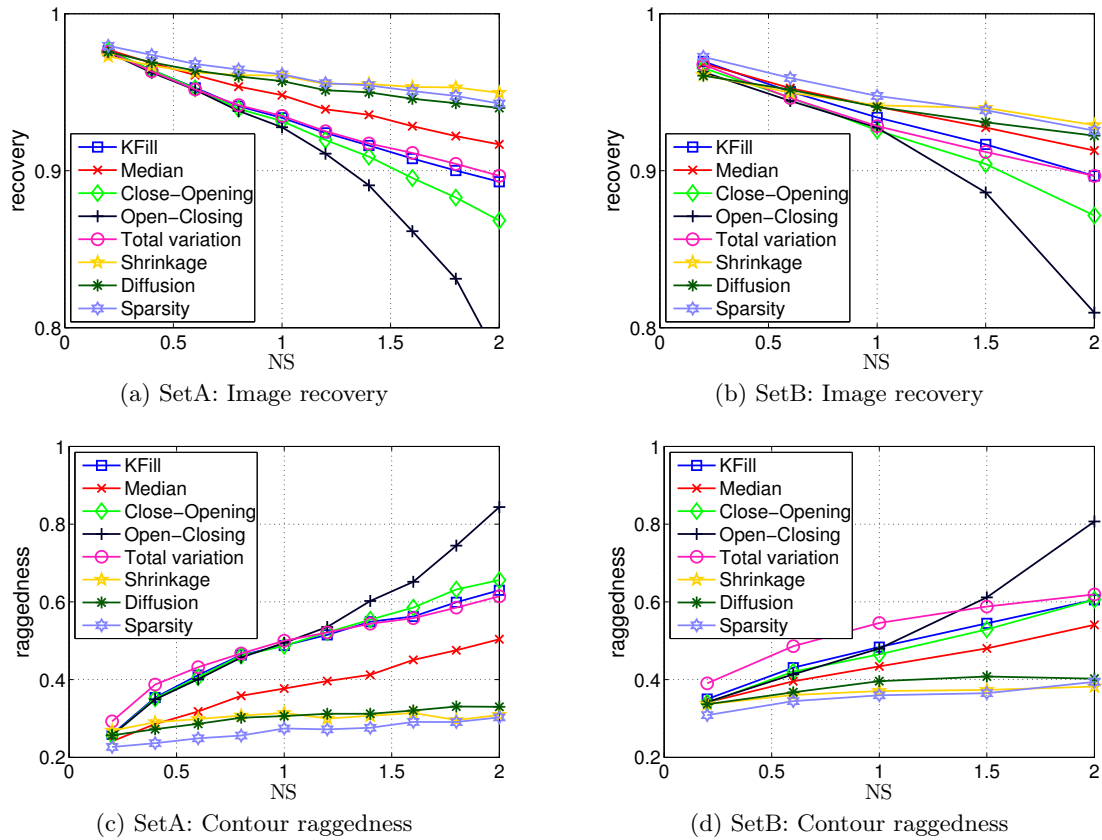 1
0.9
0.8
recovery
KFill
Median
Close−Opening
Open−Closing
Total variation
Shrinkage
Diffusion
Sparsity
0 0.5 1 1.5 2
NS
(a) SetA: Image recovery
1
0.9
0.8
recovery
KFill
Median
Close−Opening
Open−Closing
Total variation
Shrinkage
Diffusion
Sparsity
0 0.5 1 1.5 2
NS
(b) SetB: Image recovery
1
0.8
0.6
0.4
0.2
raggedness
KFill
Median
Close−Opening
Open−Closing
Total variation
Shrinkage
Diffusion
Sparsity
0 0.5 1 1.5 2
NS
(c) SetA: Contour raggedness
1
0.8
0.6
0.4
0.2
raggedness
KFill
Median
Close−Opening
Open−Closing
Total variation
Shrinkage
Diffusion
Sparsity
0 0.5 1 1.5 2
NS
(d) SetB: Contour raggedness